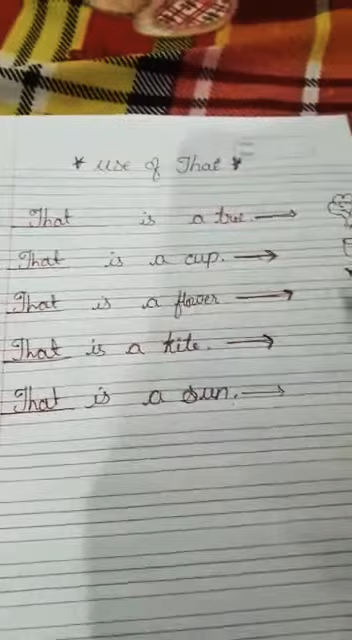 * Use of That *
That is a tree. →
That is a cup. →
That is a flower →
That is a kite. →
That is a sun. →